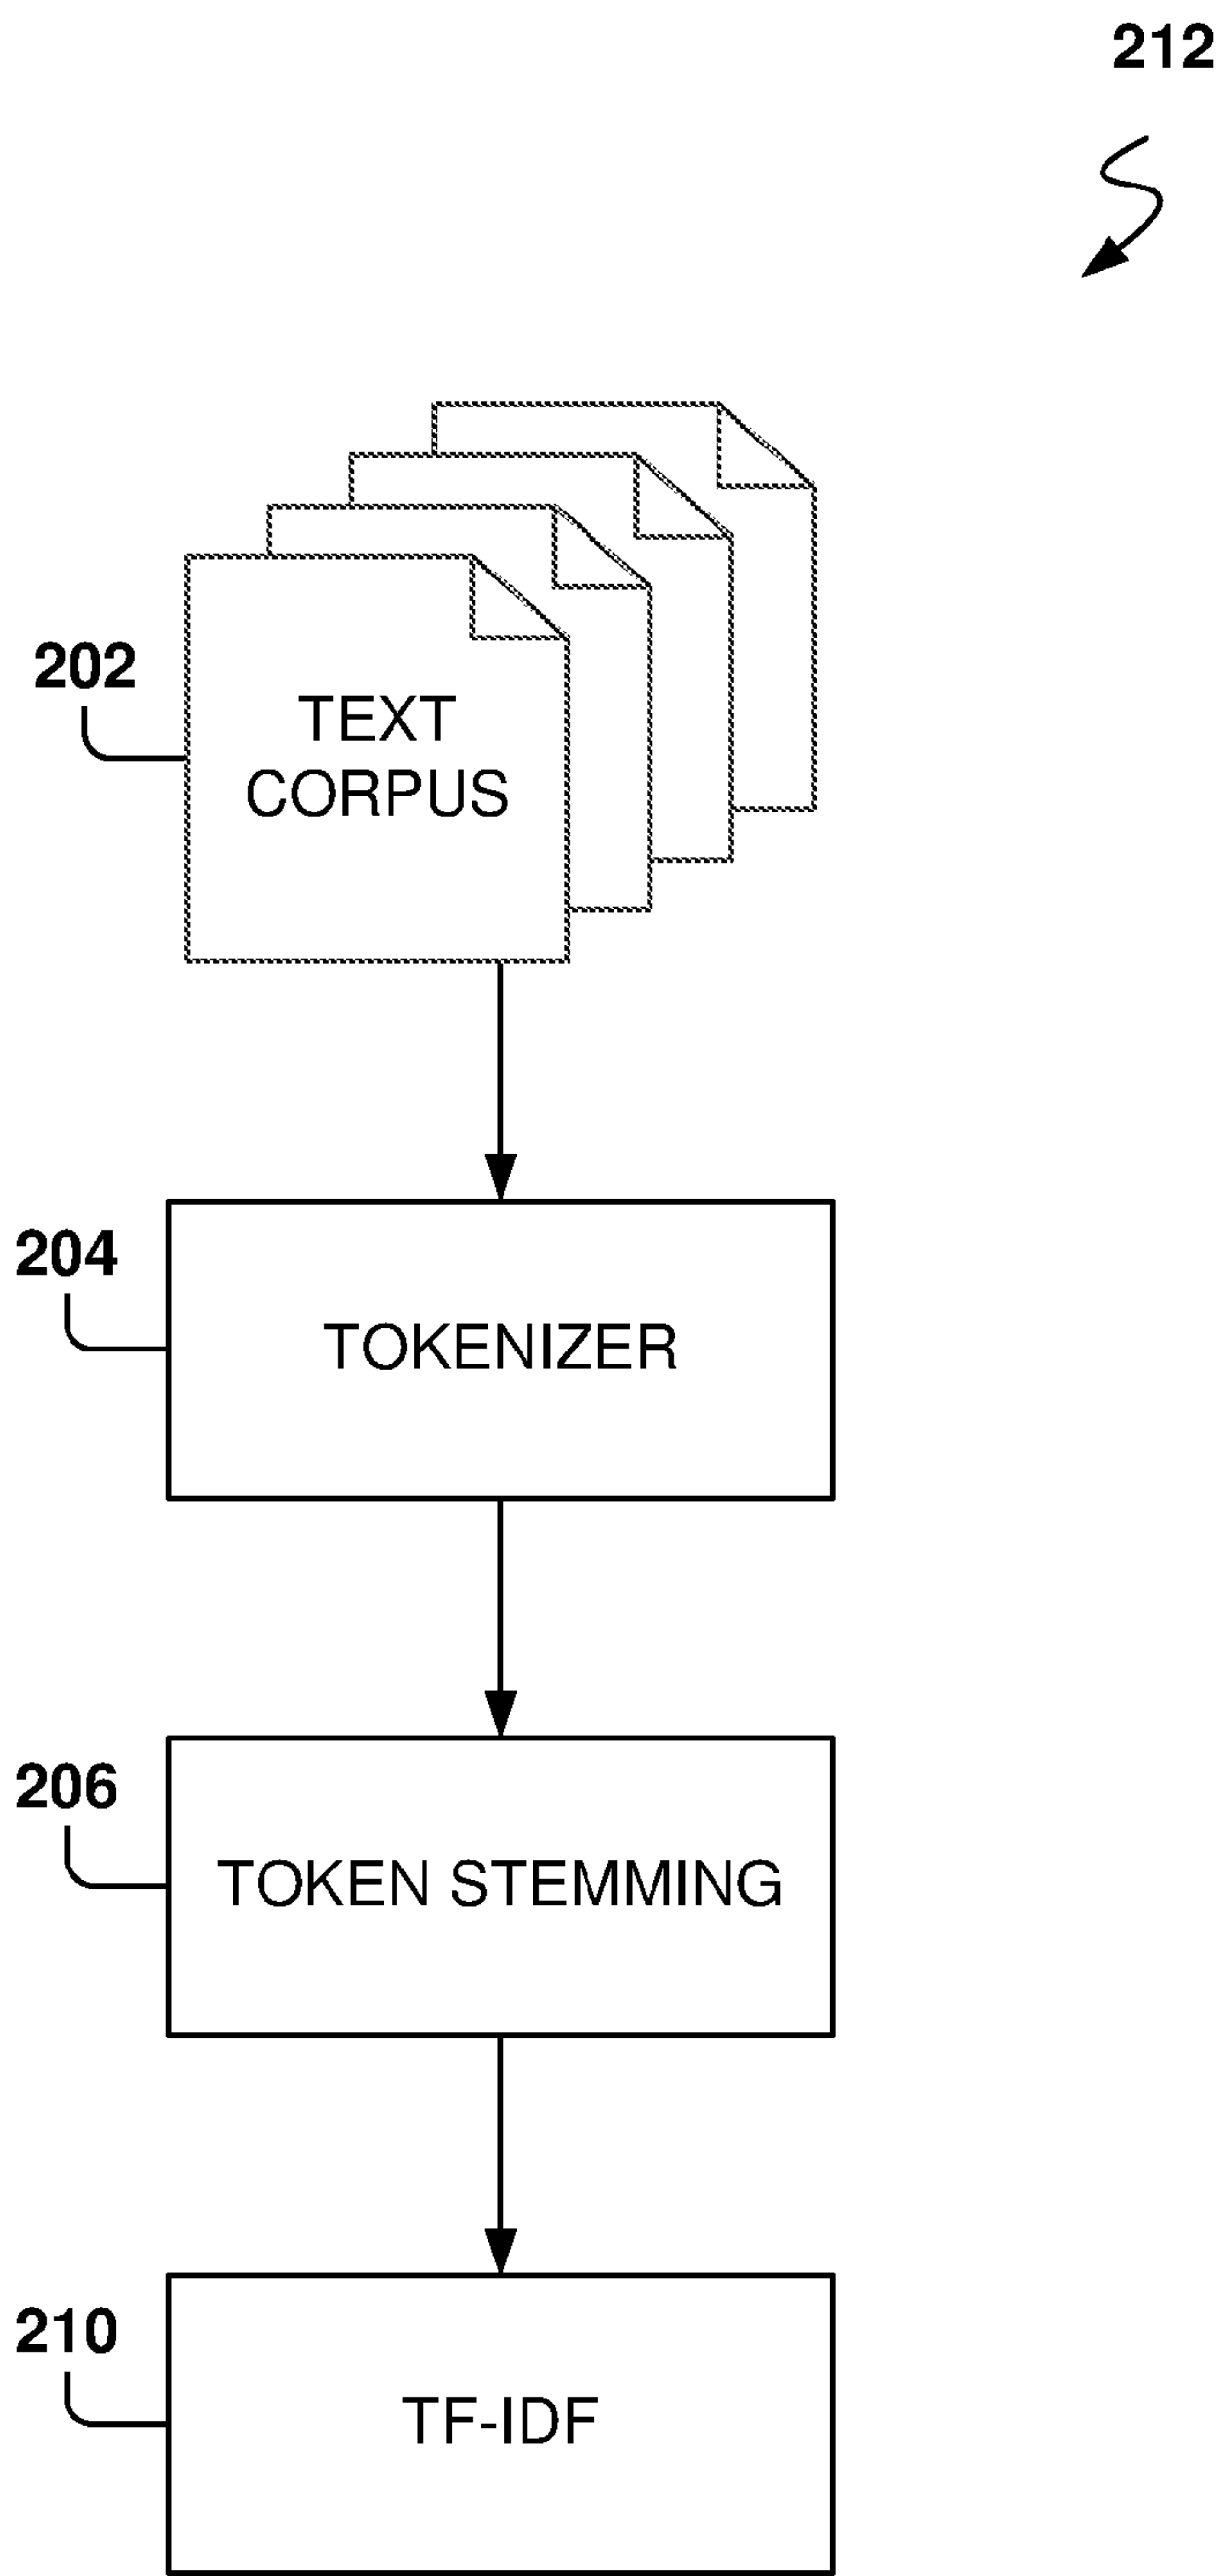 212
202
TEXT
CORPUS
204
TOKENIZER
206
TOKEN STEMMING
210
TF-IDF